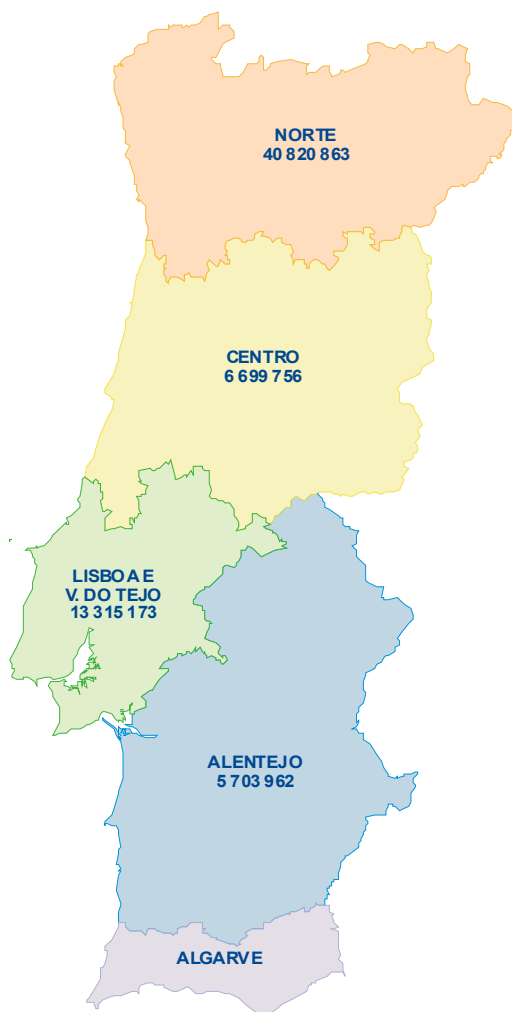 NORTE
40 820 863
CENTRO
6 699 756
LISBOA E
V. DO TEJO
13 315 173
ALENTEJO
5 703 962
ALGARVE